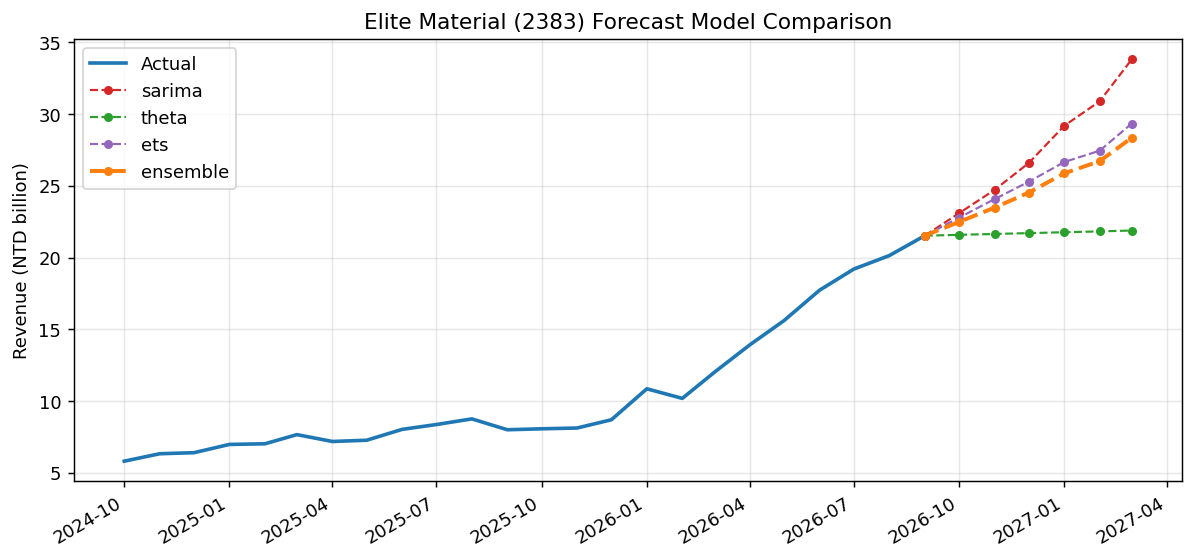 Elite Material (2383) Forecast Model Comparison
Revenue (NTD billion)
35
30
25
20
15
10
5
Actual
sarima
theta
ets
ensemble
2024-10
2025-01
2025-04
2025-07
2025-10
2026-01
2026-04
2026-07
2026-10
2027-01
2027-04